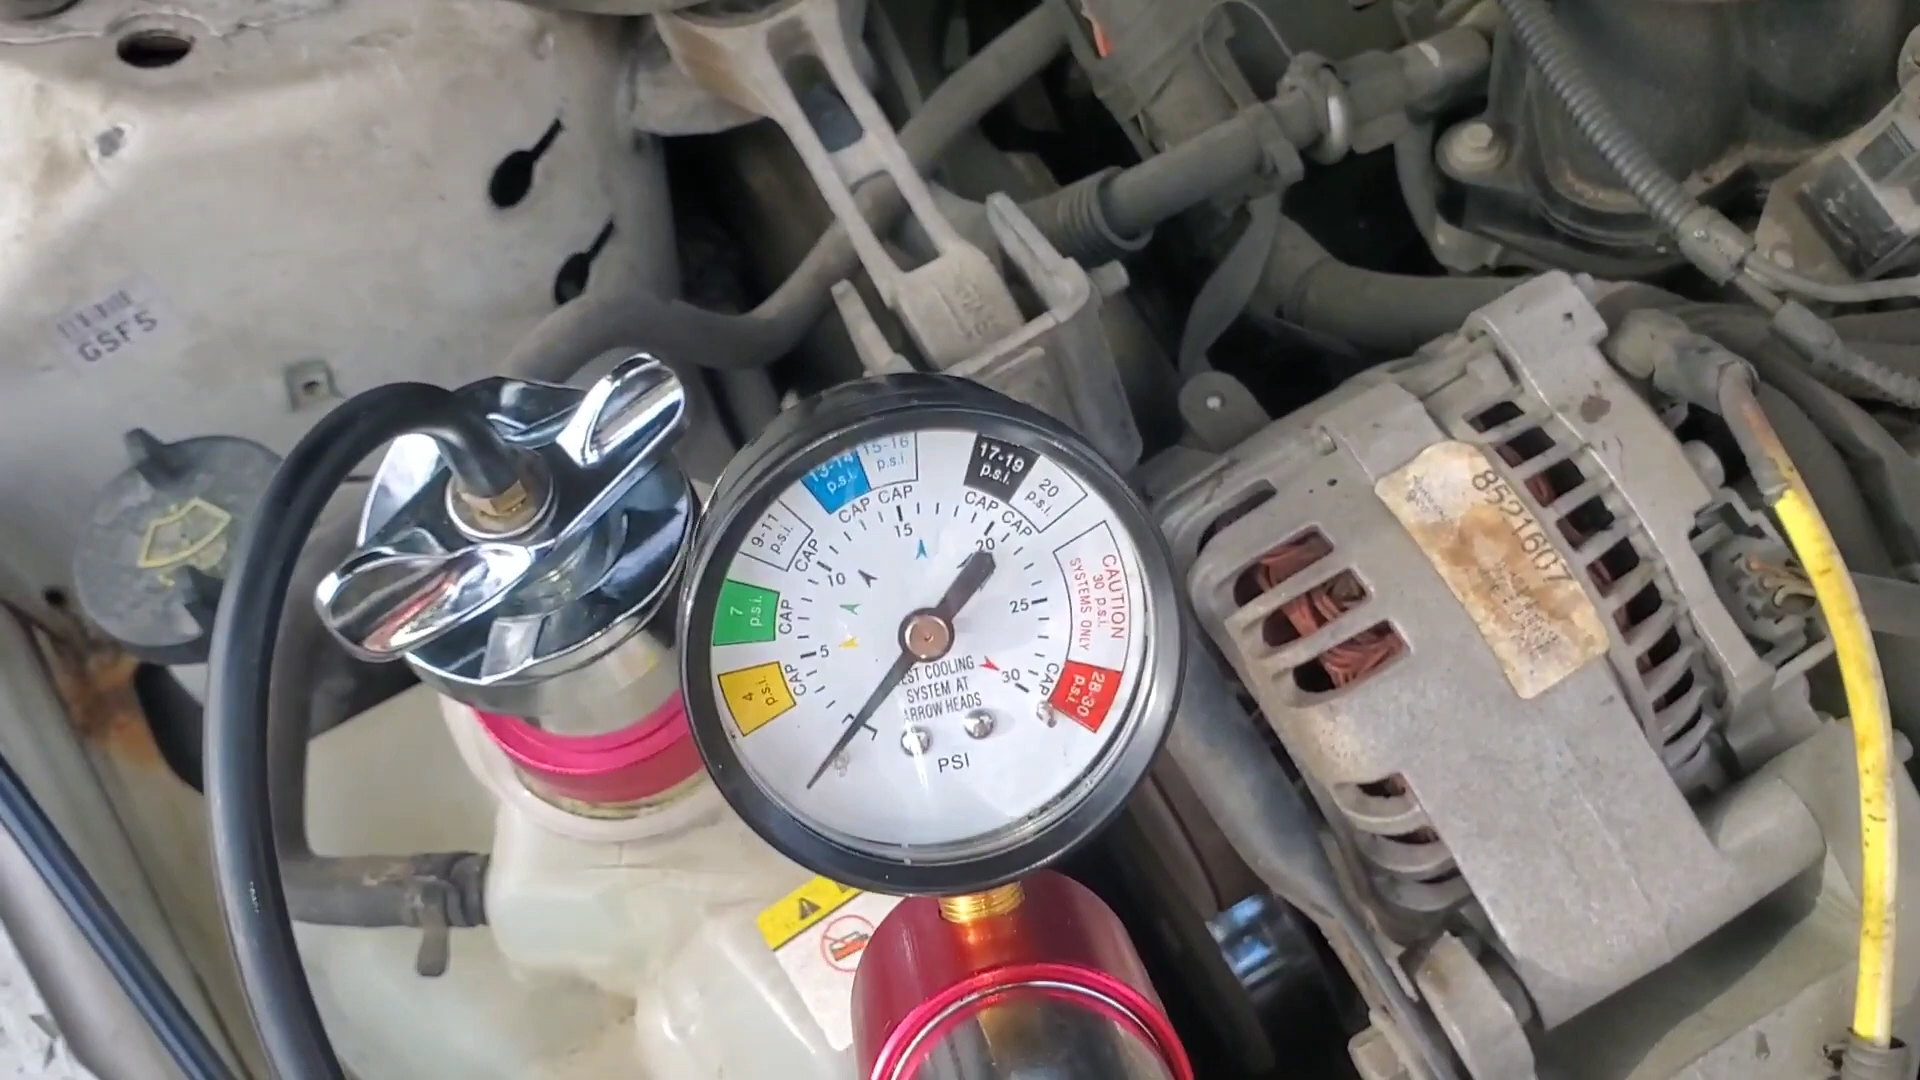 GSF5
13-14
p.s.i.
15-16
p.s.i.
17-19
p.s.i.
20
p.s.i.
9-11
p.s.i.
7
p.s.i.
4
p.s.i.
CAUTION
30 p.s.i.
SYSTEMS ONLY
28-30
p.s.i.
CAP
CAP
CAP
CAP
CAP
CAP
CAP
CAP
5
10
15
20
25
30
TEST COOLING
SYSTEM AT
ARROW HEADS
PSI
8521607